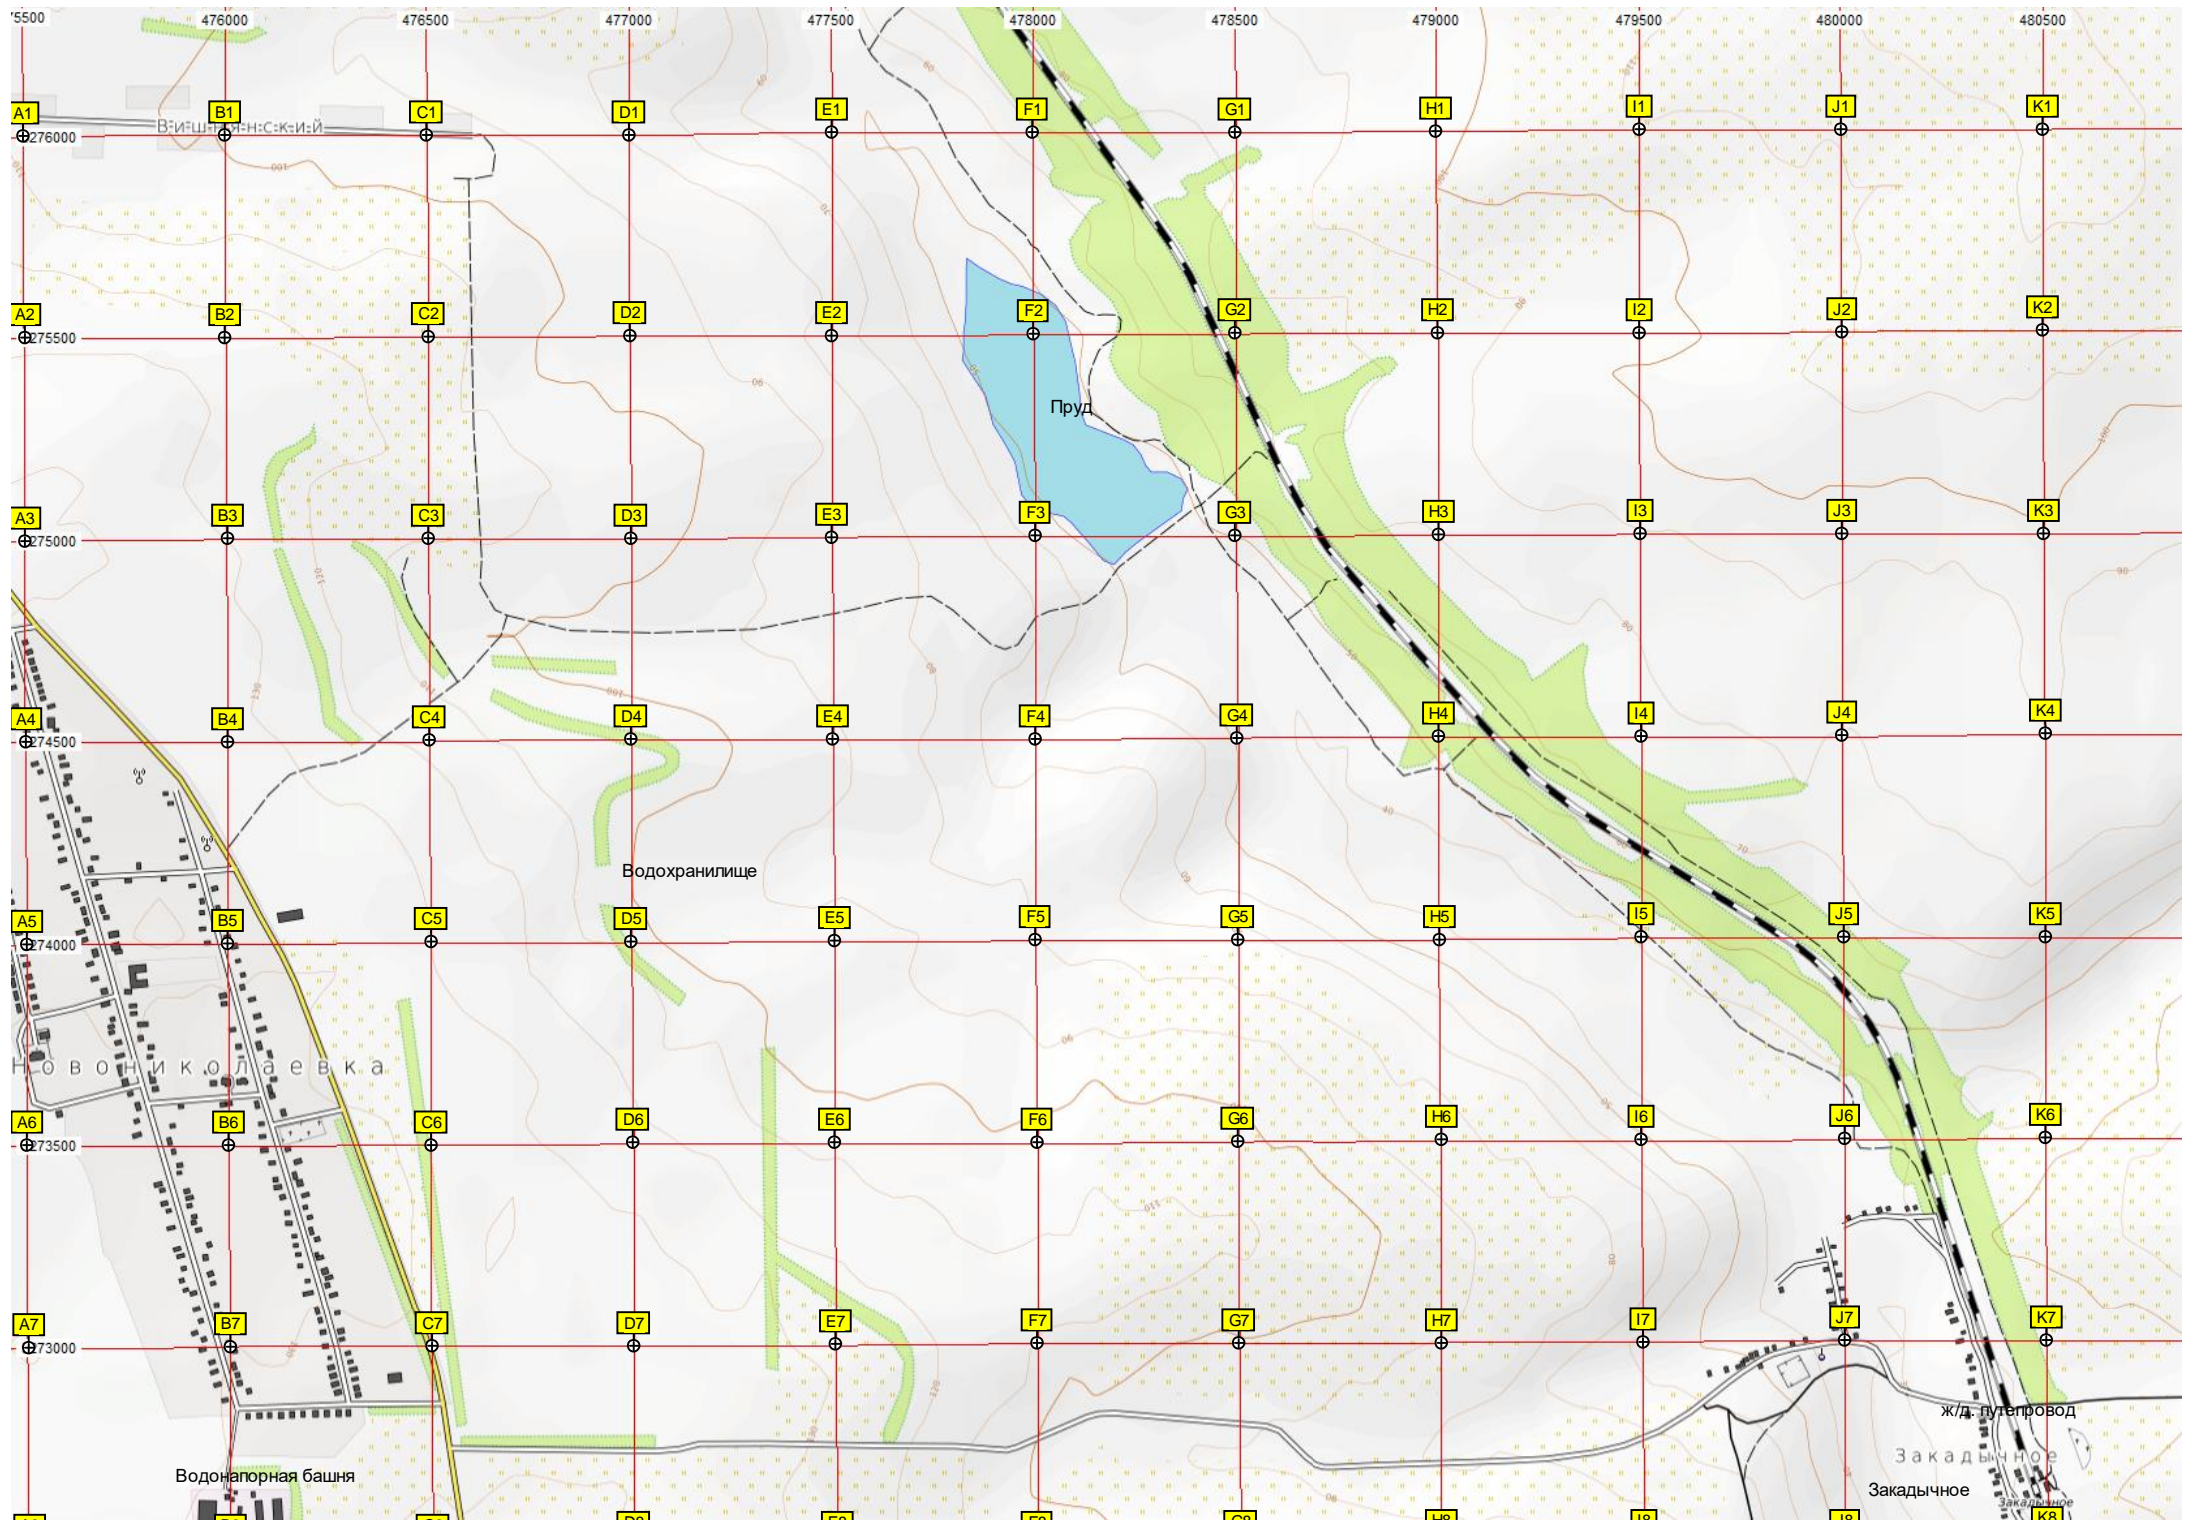 75500 476000 476500 477000 477500 478000 478500 479000 479500 480000 480500
A1 B1 C1 D1 E1 F1 G1 H1 I1 J1 K1
Вишнянский
276000
A2 B2 C2 D2 E2 F2 G2 H2 I2 J2 K2
275500
Пруд
A3 B3 C3 D3 E3 F3 G3 H3 I3 J3 K3
275000
A4 B4 C4 D4 E4 F4 G4 H4 I4 J4 K4
274500
Водохранилище
A5 B5 C5 D5 E5 F5 G5 H5 I5 J5 K5
274000
Новониколаевка
A6 B6 C6 D6 E6 F6 G6 H6 I6 J6 K6
273500
A7 B7 C7 D7 E7 F7 G7 H7 I7 J7 K7
273000
ж/д. путепровод
Закадычное
Водонапорная башня
Закадычное
Закадычное
K8